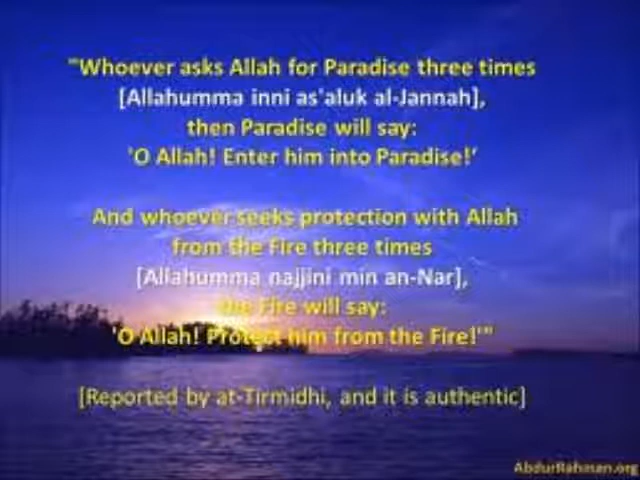 "Whoever asks Allah for Paradise three times
[Allahumma inni as'aluk al-Jannah],
then Paradise will say:
'O Allah! Enter him into Paradise!'
And whoever seeks protection with Allah
from the Fire three times
[Allahumma najjini min an-Nar],
the Fire will say:
'O Allah! Protect him from the Fire!'"
[Reported by at-Tirmidhi, and it is authentic]
AbdurRahman.org